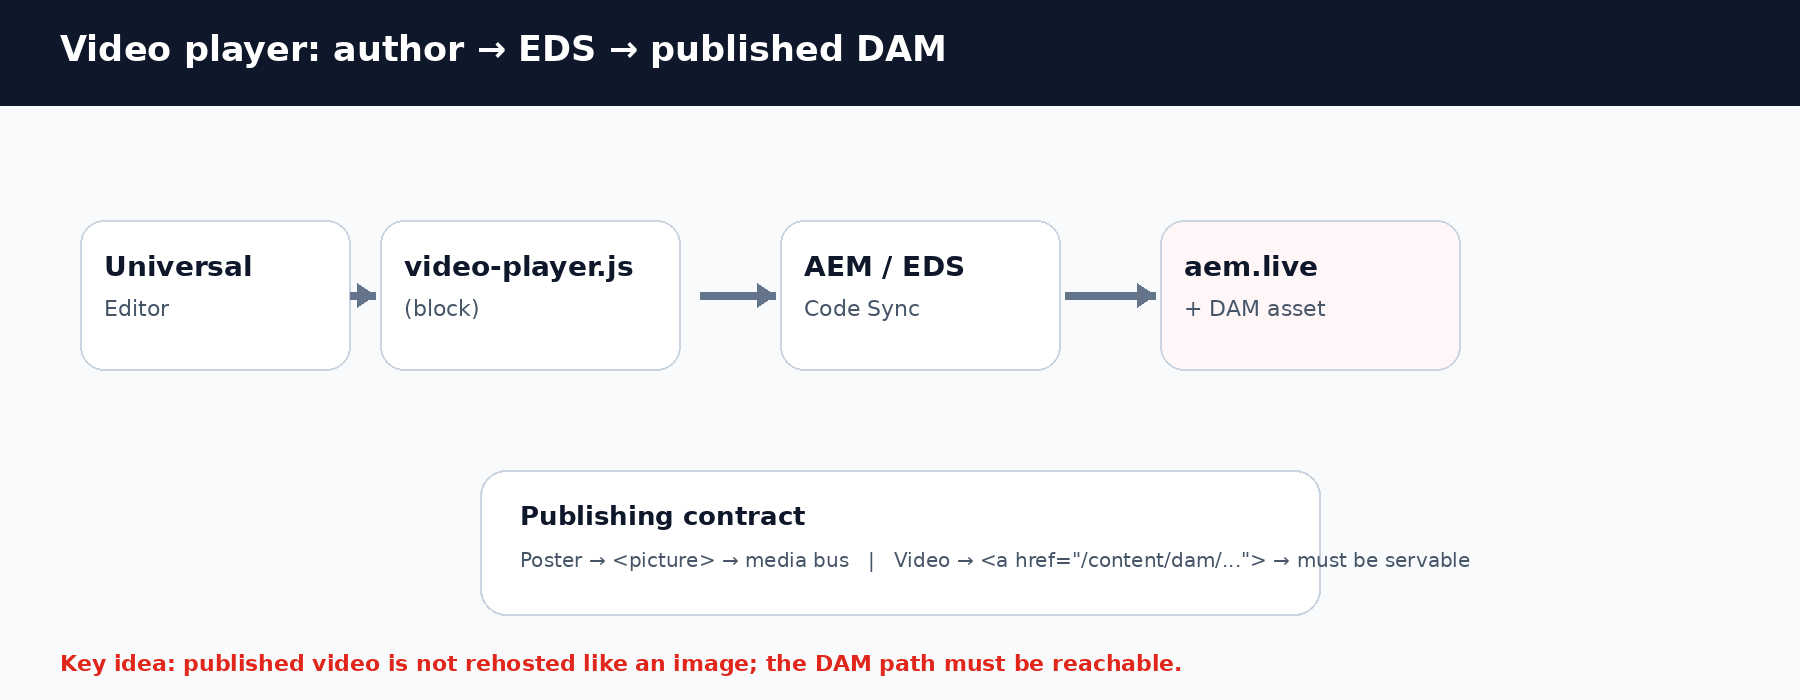 Video player: author → EDS → published DAM
Universal
Editor
video-player.js
(block)
AEM / EDS
Code Sync
aem.live
+ DAM asset
Publishing contract
Poster → <picture> → media bus | Video → <a href="/content/dam/..."> → must be servable
Key idea: published video is not rehosted like an image; the DAM path must be reachable.